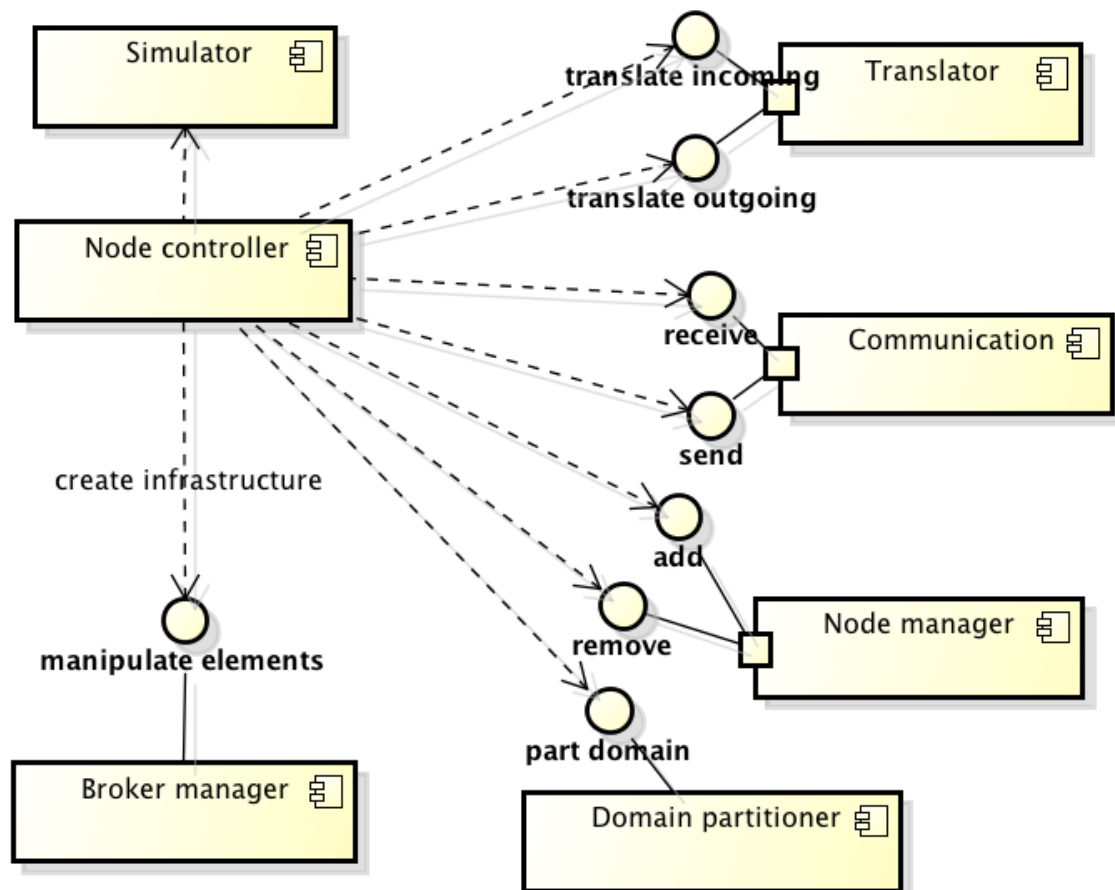 Simulator
translate incoming
Translator
translate outgoing
Node controller
receive
Communication
send
create infrastructure
add
Node manager
remove
manipulate elements
part domain
Broker manager
Domain partitioner